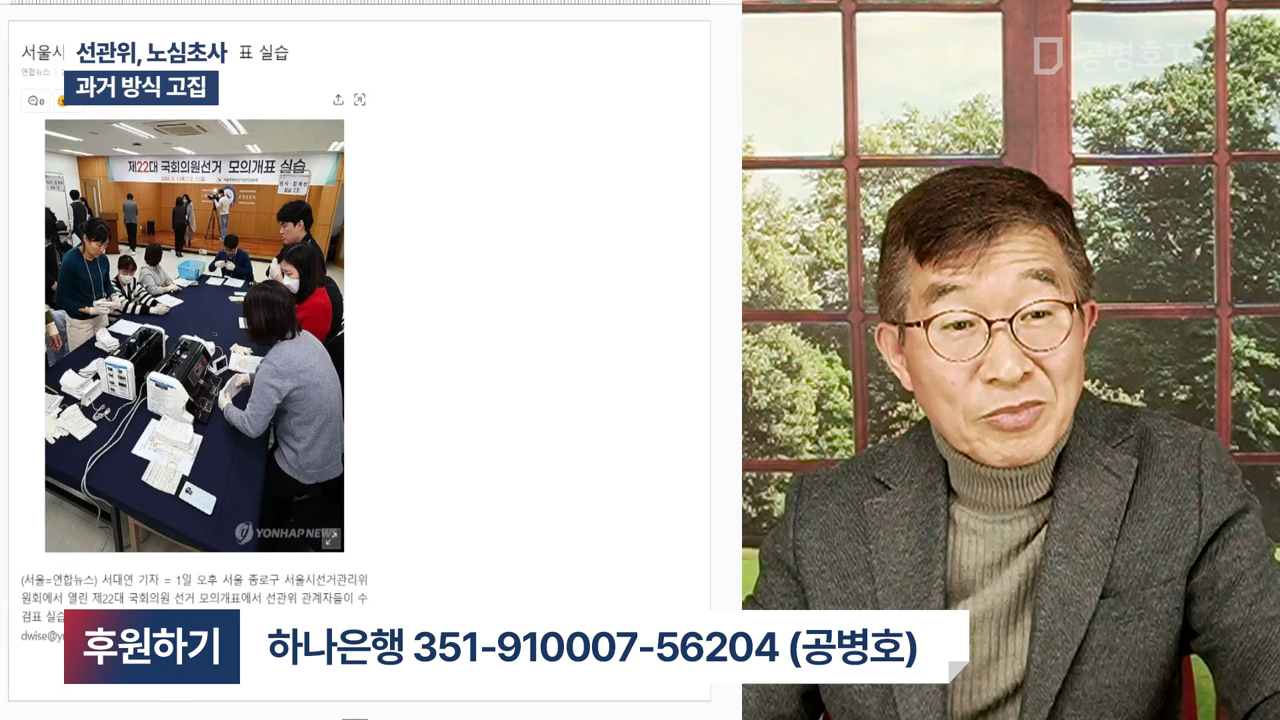 서울시 선관위, 노심초사 표 실습
연합뉴스
과거 방식 고집
0
공병호TV
제22대 국회의원선거 모의개표 실습
YONHAP NEWS
(서울=연합뉴스) 서대연 기자 = 1일 오후 서울 종로구 서울시선거관리위
원회에서 열린 제22대 국회의원 선거 모의개표에서 선관위 관계자들이 수
검표 실습
후원하기
하나은행 351-910007-56204 (공병호)